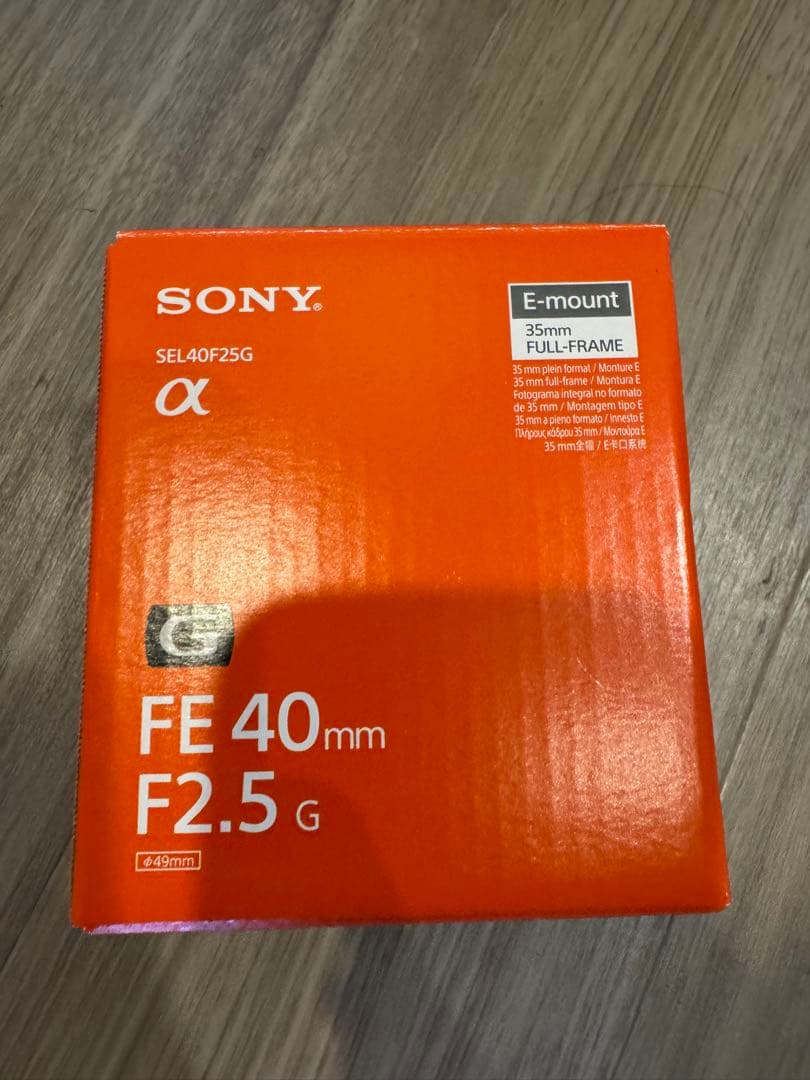 SONY®
SEL40F25G
α
E-mount
35mm
FULL-FRAME
35 mm plein format / Monture E
35 mm full-frame / Montura E
Fotograma integral no formato
de 35 mm / Montagem tipo E
35 mm a pieno formato / Innesto E
Πλήρους κάδρου 35 mm / Μοντούρα E
35 mm全幅 / E卡口系统
G
FE 40mm
F2.5 G
φ49mm